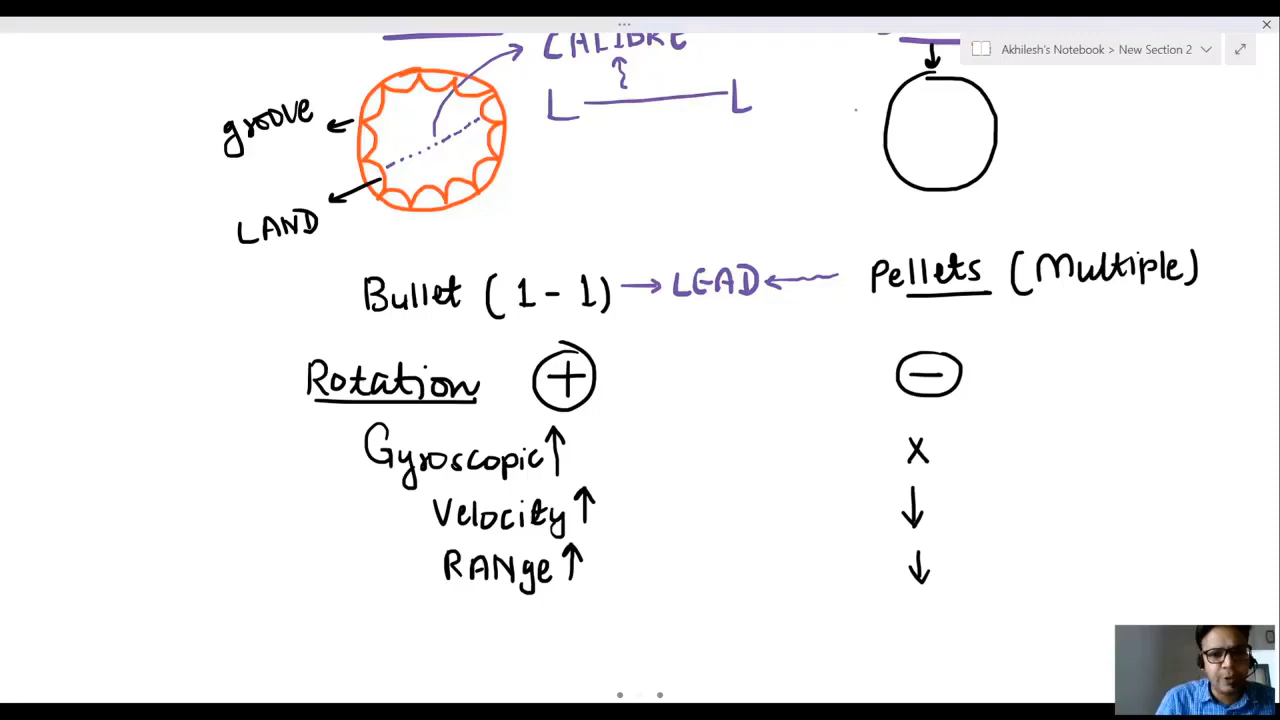 Akhilesh's Notebook > New Section 2
CALIBRE
L L
groove
LAND
Bullet (1-1) → LEAD ← Pellets (Multiple)
Rotation + −
Gyroscopic ↑ x
Velocity ↑ ↓
RANge ↑ ↓